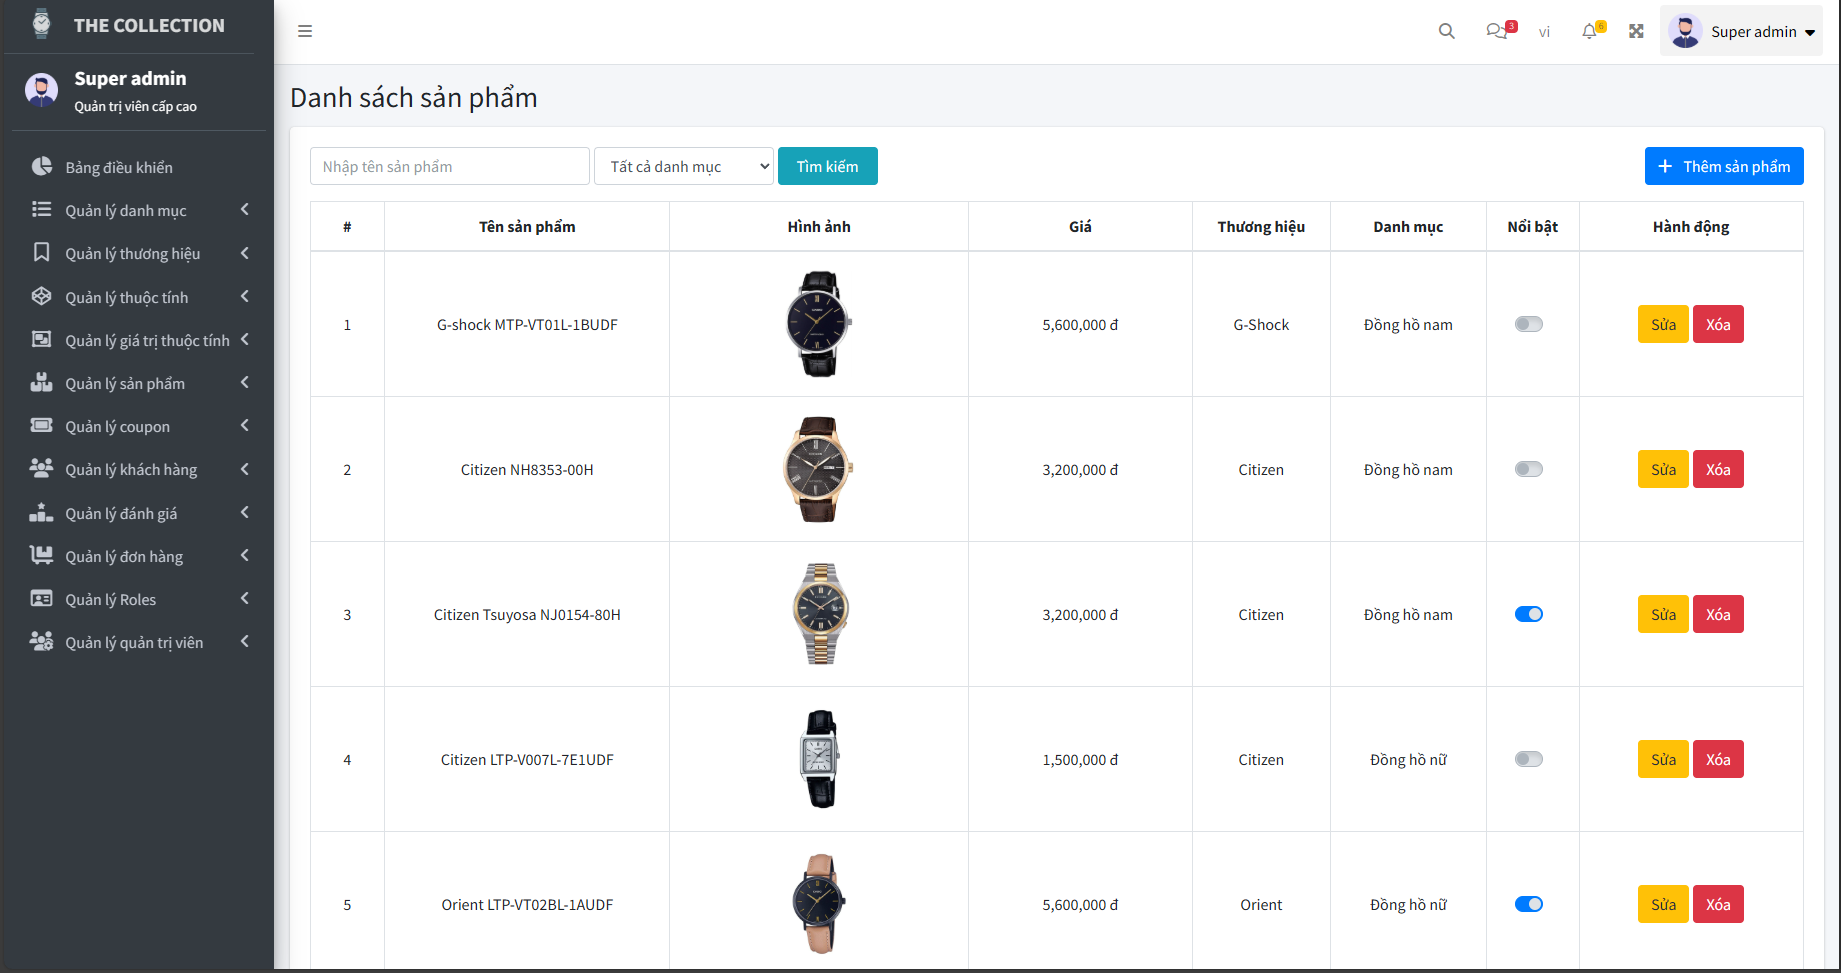 THE COLLECTION
Super admin
Quản trị viên cấp cao
Bảng điều khiển
Quản lý danh mục
Quản lý thương hiệu
Quản lý thuộc tính
Quản lý giá trị thuộc tính
Quản lý sản phẩm
Quản lý coupon
Quản lý khách hàng
Quản lý đánh giá
Quản lý đơn hàng
Quản lý Roles
Quản lý quản trị viên
3 vi 6 Super admin
Danh sách sản phẩm
Nhập tên sản phẩm Tất cả danh mục Tìm kiếm Thêm sản phẩm
# Tên sản phẩm Hình ảnh Giá Thương hiệu Danh mục Nổi bật Hành động
1 G-shock MTP-VT01L-1BUDF 5,600,000 đ G-Shock Đồng hồ nam Sửa Xóa
2 Citizen NH8353-00H 3,200,000 đ Citizen Đồng hồ nam Sửa Xóa
3 Citizen Tsuyosa NJ0154-80H 3,200,000 đ Citizen Đồng hồ nam Sửa Xóa
4 Citizen LTP-V007L-7E1UDF 1,500,000 đ Citizen Đồng hồ nữ Sửa Xóa
5 Orient LTP-VT02BL-1AUDF 5,600,000 đ Orient Đồng hồ nữ Sửa Xóa